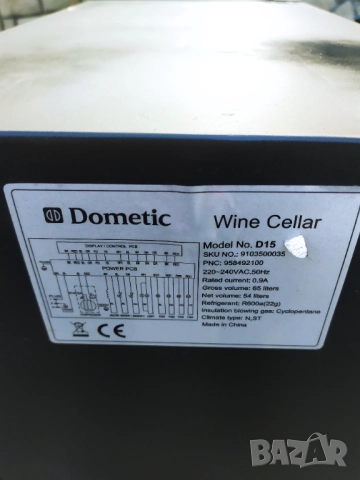 Dometic
Wine Cellar
DISPLAY / CONTROL PCB
POWER PCB
Model No. D15
SKU NO.: 9103500035
PNC: 958492100
220~240VAC,50Hz
Rated current: 0.9A
Gross volume: 65 liters
Net volume: 54 liters
Refrigerant: R600a(22g)
Insulation blowing gas: Cyclopentane
Climate type: N,ST
Made in China
CE
BAZAR
bazar.bg